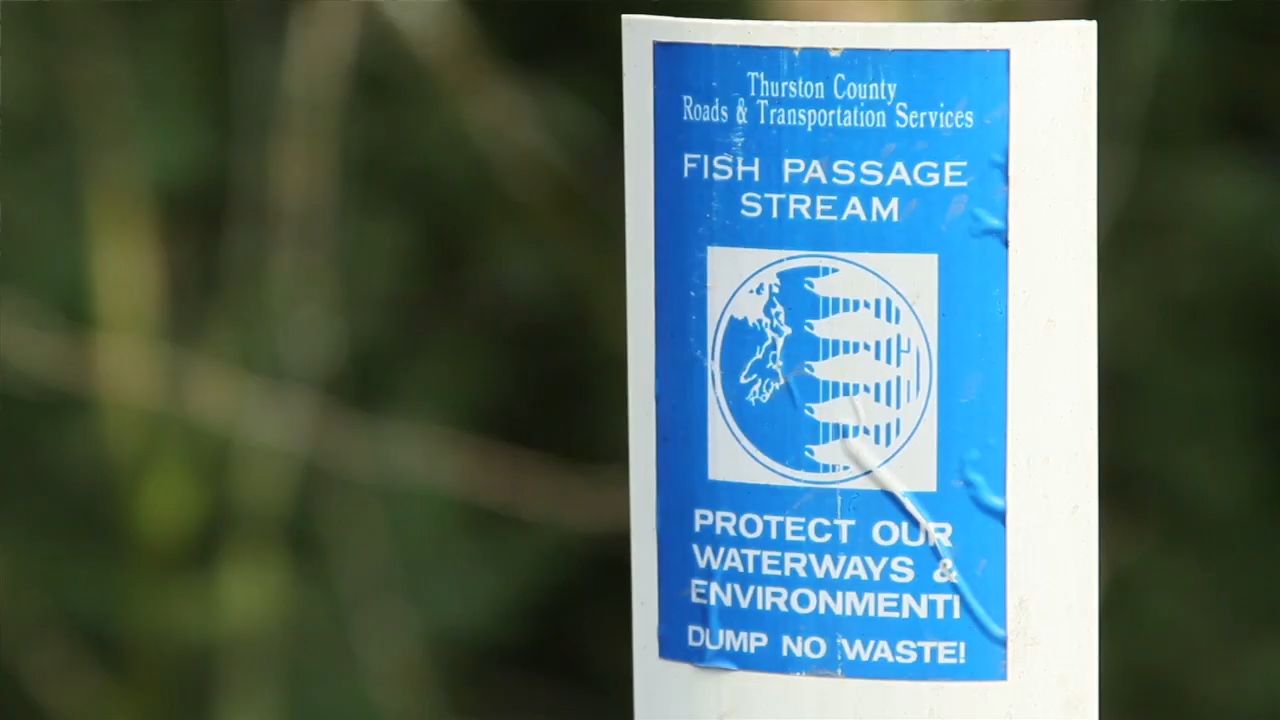 Thurston County
Roads & Transportation Services
FISH PASSAGE
STREAM
PROTECT OUR
WATERWAYS &
ENVIRONMENT!
DUMP NO WASTE!